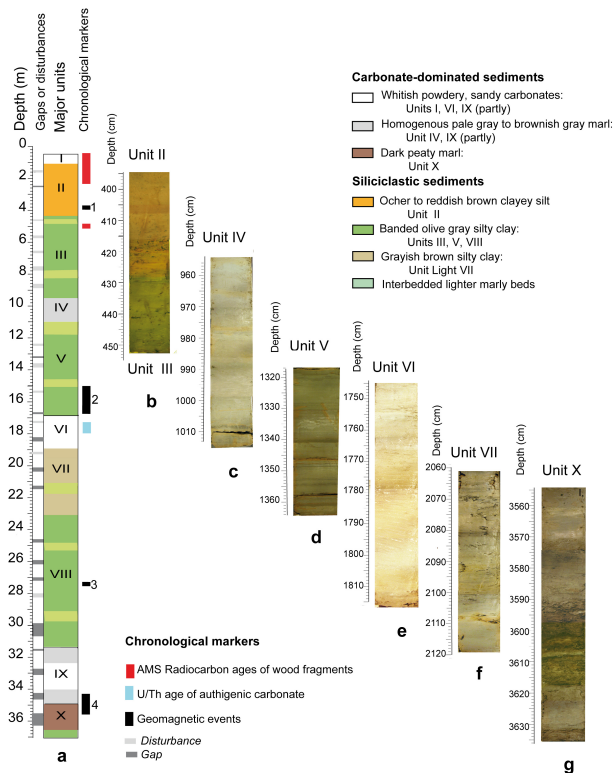 Depth (m)
Gaps or disturbances
Major units
Chronological markers
0
2
4
6
8
10
12
14
16
18
20
22
24
26
28
30
32
34
36
I
II
III
IV
V
VI
VII
VIII
IX
X
1
2
3
4
a
Unit II
Depth (cm)
400
410
420
430
440
450
Unit III
b
Unit IV
Depth (cm)
960
970
980
990
1000
1010
c
Unit V
Depth (cm)
1320
1330
1340
1350
1360
d
Unit VI
Depth (cm)
1750
1760
1770
1780
1790
1800
1810
e
Unit VII
Depth (cm)
2060
2070
2080
2090
2100
2110
2120
f
Unit X
Depth (cm)
3560
3570
3580
3590
3600
3610
3620
3630
g
Carbonate-dominated sediments
Whitish powdery, sandy carbonates:
Units I, VI, IX (partly)
Homogenous pale gray to brownish gray marl:
Unit IV, IX (partly)
Dark peaty marl:
Unit X
Siliciclastic sediments
Ocher to reddish brown clayey silt
Unit II
Banded olive gray silty clay:
Units III, V, VIII
Grayish brown silty clay:
Unit Light VII
Interbedded lighter marly beds
Chronological markers
AMS Radiocarbon ages of wood fragments
U/Th age of authigenic carbonate
Geomagnetic events
Disturbance
Gap